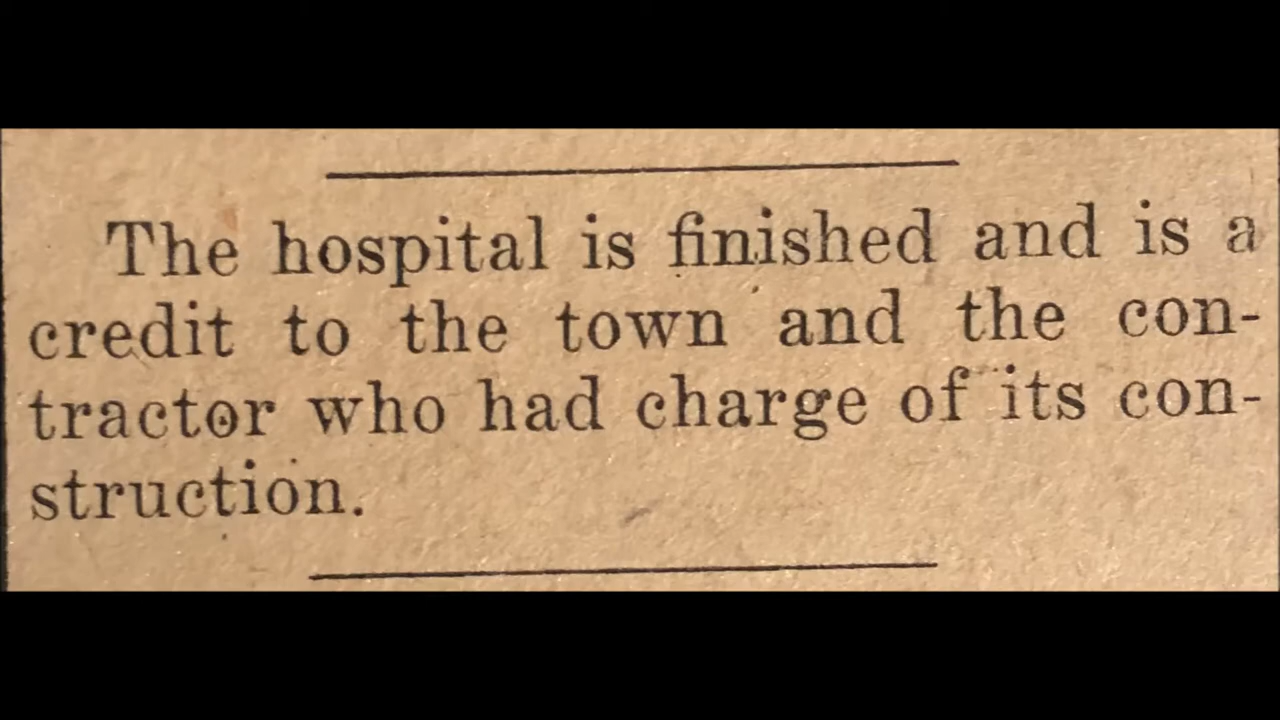 The hospital is finished and is a
credit to the town and the con-
tractor who had charge of its con-
struction.